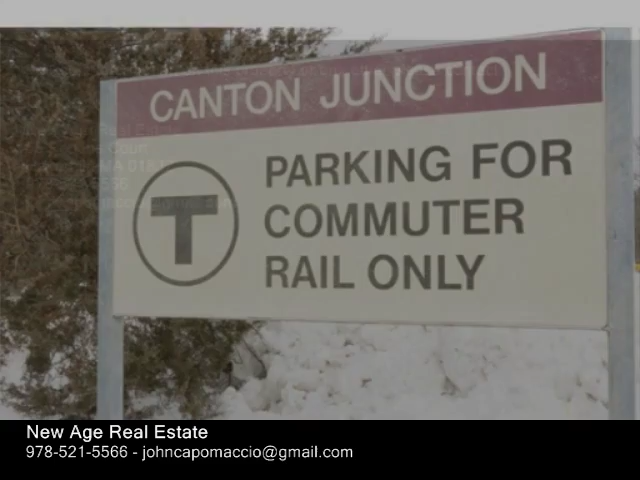 CANTON JUNCTION
T
PARKING FOR
COMMUTER
RAIL ONLY
New Age Real Estate
978-521-5566 - johncapomaccio@gmail.com